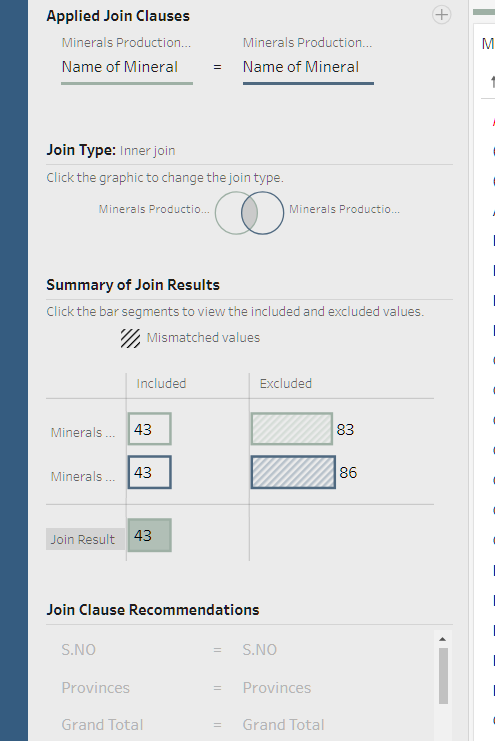 Applied Join Clauses
Minerals Production... Minerals Production...
Name of Mineral = Name of Mineral
Join Type: Inner join
Click the graphic to change the join type.
Minerals Productio... Minerals Productio...
Summary of Join Results
Click the bar segments to view the included and excluded values.
Mismatched values
Included Excluded
Minerals ... 43 83
Minerals ... 43 86
Join Result 43
Join Clause Recommendations
S.NO = S.NO
Provinces = Provinces
Grand Total = Grand Total